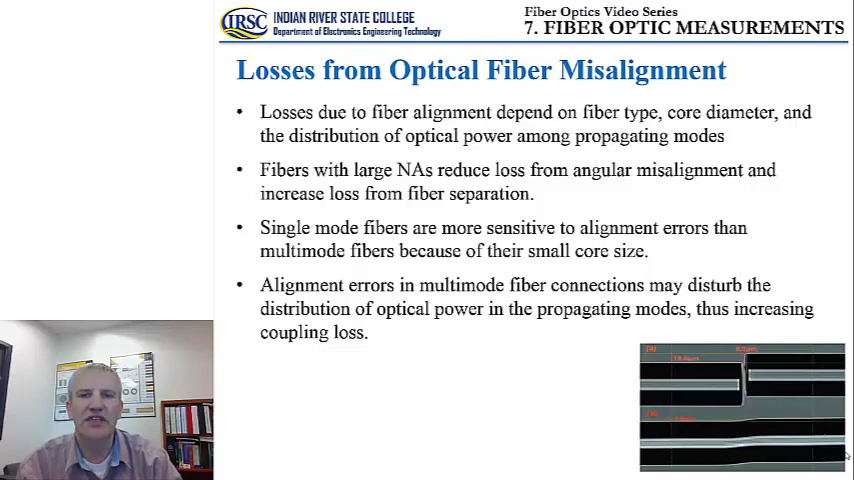 IRSC
INDIAN RIVER STATE COLLEGE
Department of Electronics Engineering Technology
Fiber Optics Video Series
7. FIBER OPTIC MEASUREMENTS
Losses from Optical Fiber Misalignment
• Losses due to fiber alignment depend on fiber type, core diameter, and
the distribution of optical power among propagating modes
• Fibers with large NAs reduce loss from angular misalignment and
increase loss from fiber separation.
• Single mode fibers are more sensitive to alignment errors than
multimode fibers because of their small core size.
• Alignment errors in multimode fiber connections may disturb the
distribution of optical power in the propagating modes, thus increasing
coupling loss.